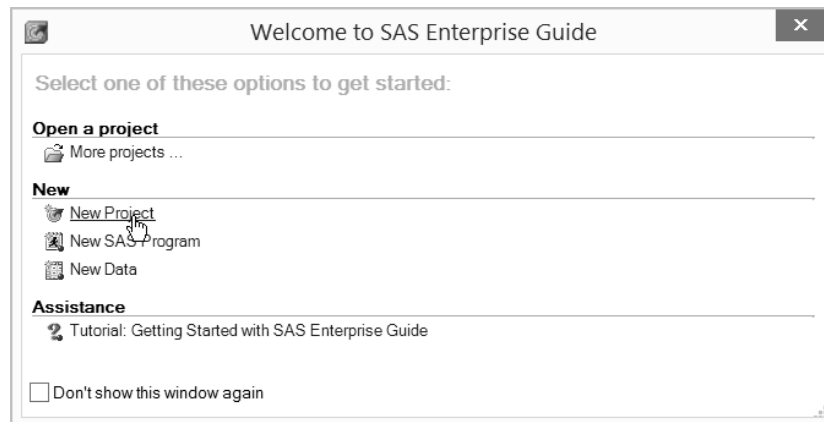 Welcome to SAS Enterprise Guide
Select one of these options to get started:
Open a project
More projects ...
New
New Project
New SAS Program
New Data
Assistance
Tutorial: Getting Started with SAS Enterprise Guide
Don't show this window again